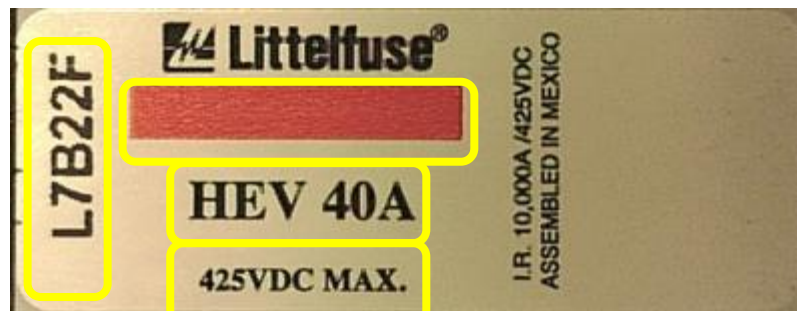 L7B22F
Littelfuse®
HEV 40A
425VDC MAX.
I.R. 10,000A /425VDC
ASSEMBLED IN MEXICO